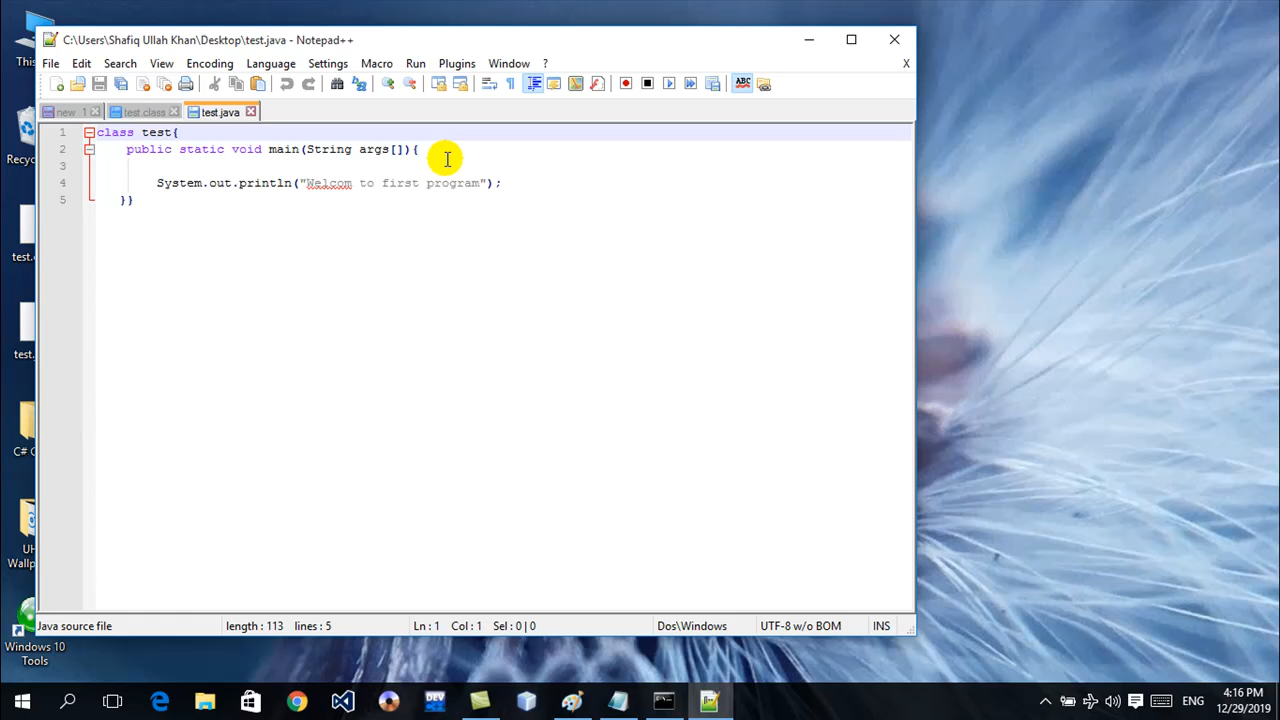 C:\Users\Shafiq Ullah Khan\Desktop\test.java - Notepad++
File Edit Search View Encoding Language Settings Macro Run Plugins Window ? X
ABC
new 1 test.class test.java
1 class test{
2 public static void main(String args[]){
3
4 System.out.println("Welcom to first program");
5 }}
Java source file length : 113 lines : 5 Ln : 1 Col : 1 Sel : 0 | 0 Dos\Windows UTF-8 w/o BOM INS
This
Recyc
test.
test.
C#
UH
Wallp
Windows 10
Tools
DEV
ENG
4:16 PM
12/29/2019